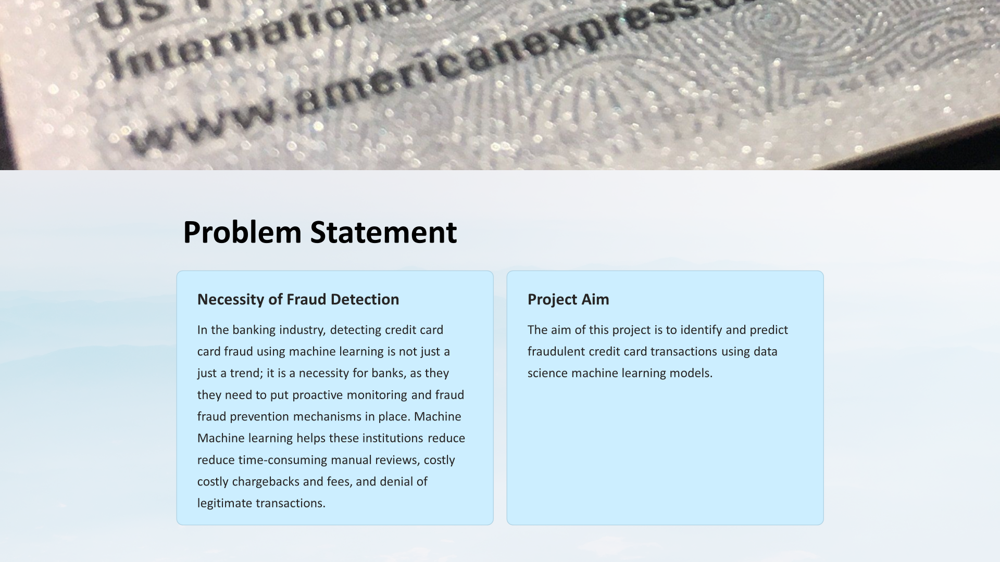 US
International
www.americanexpress.c
AMERICAN E
Problem Statement
Necessity of Fraud Detection
In the banking industry, detecting credit card
card fraud using machine learning is not just a
just a trend; it is a necessity for banks, as they
they need to put proactive monitoring and fraud
fraud prevention mechanisms in place. Machine
Machine learning helps these institutions reduce
reduce time-consuming manual reviews, costly
costly chargebacks and fees, and denial of
legitimate transactions.
Project Aim
The aim of this project is to identify and predict
fraudulent credit card transactions using data
science machine learning models.